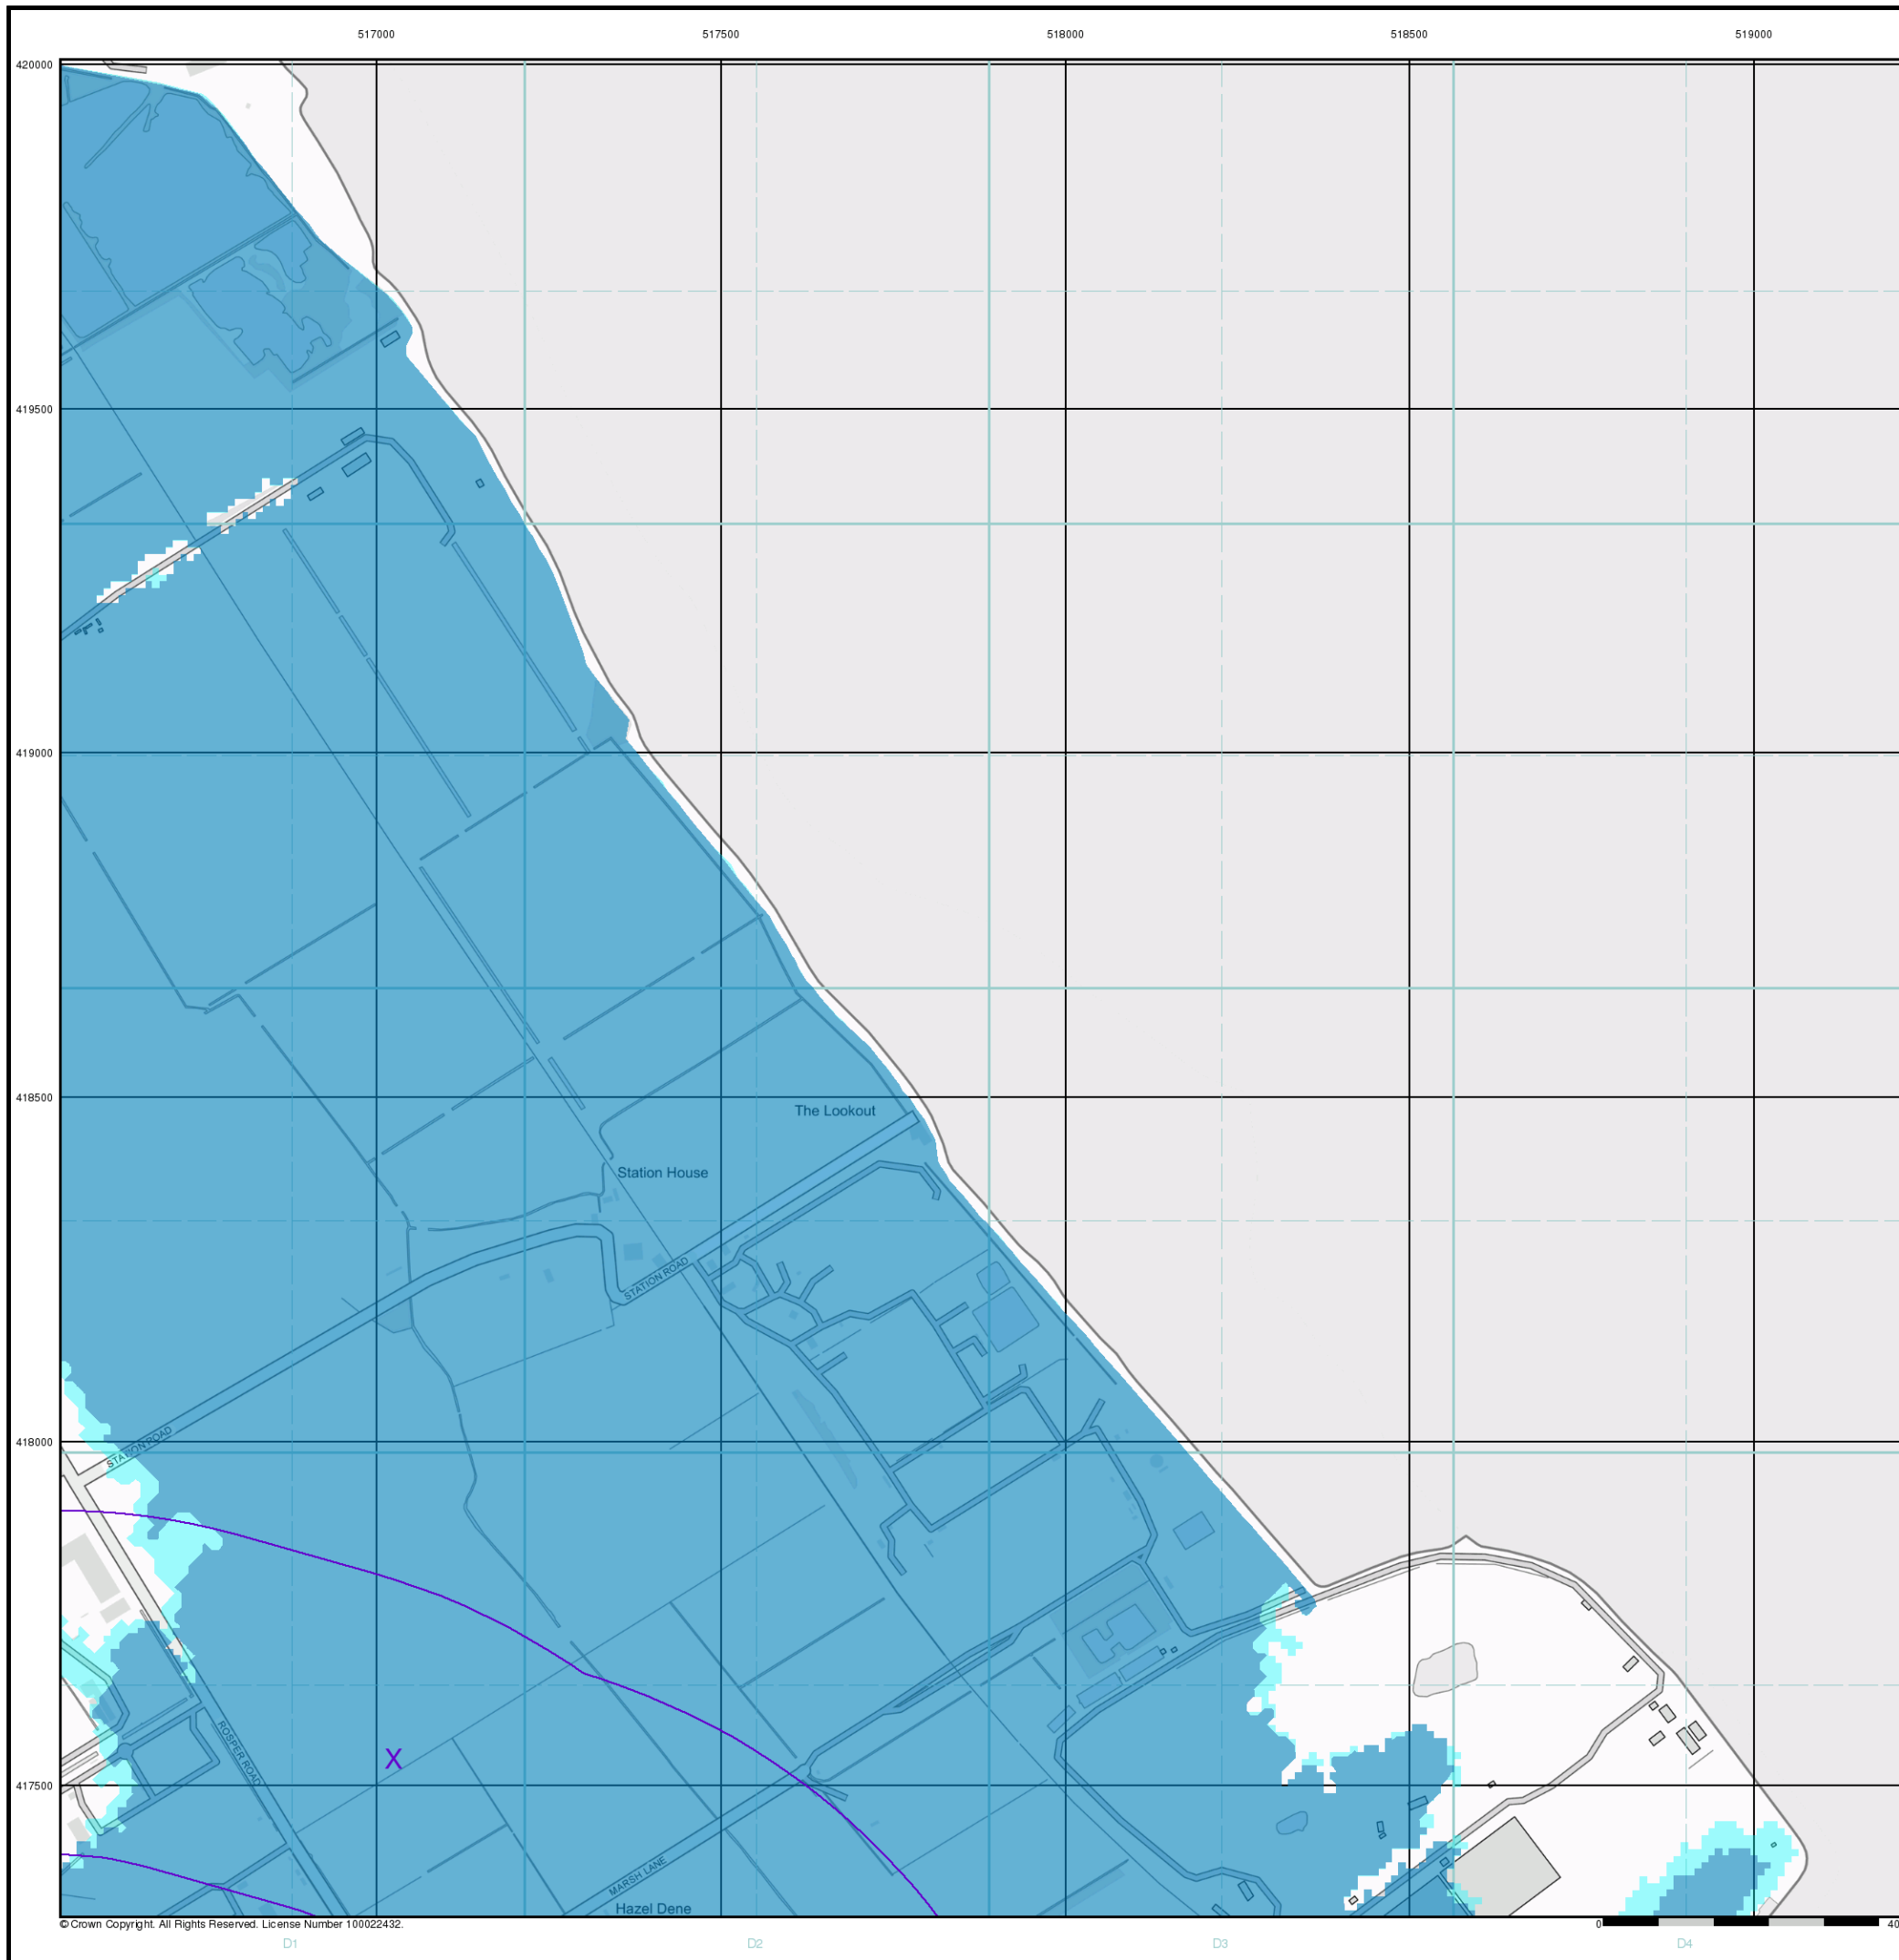 517000 517500 518000 518500 519000
420000
419500
419000
418500
The Lookout
Station House
STATION ROAD
418000
STATION ROAD
ROSPER ROAD
X
417500
MARSH LANE
Hazel Dene
© Crown Copyright. All Rights Reserved. License Number 100022432.
0 40
D1 D2 D3 D4